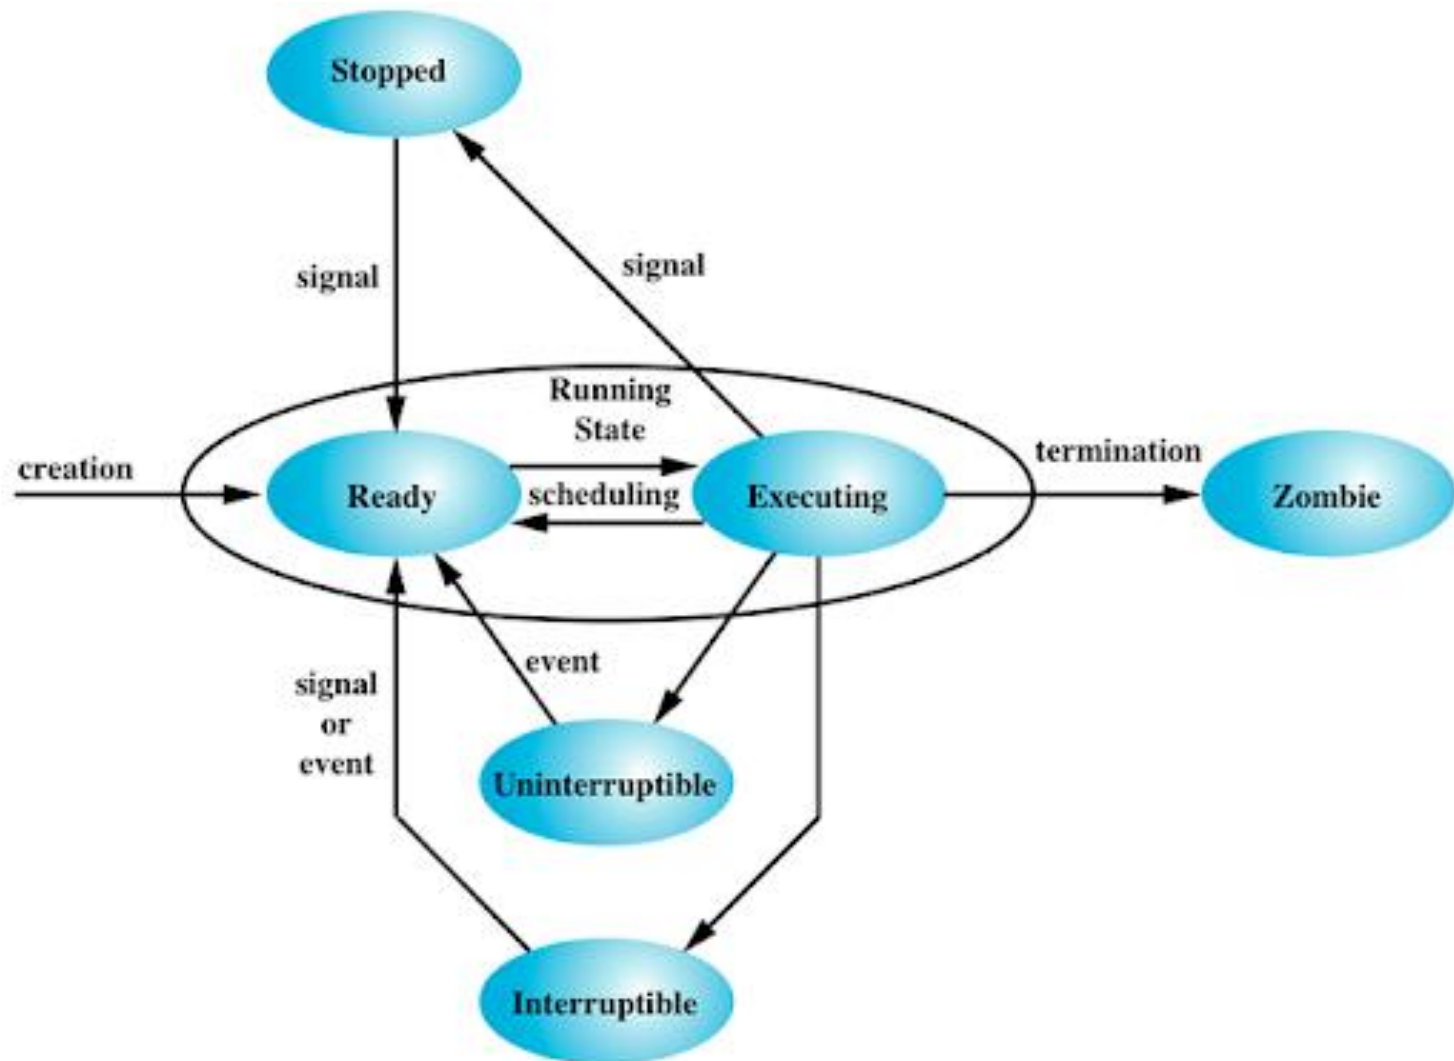 Stopped
signal
signal
Running
State
creation
termination
Ready
scheduling
Executing
Zombie
event
signal
or
event
Uninterruptible
Interruptible